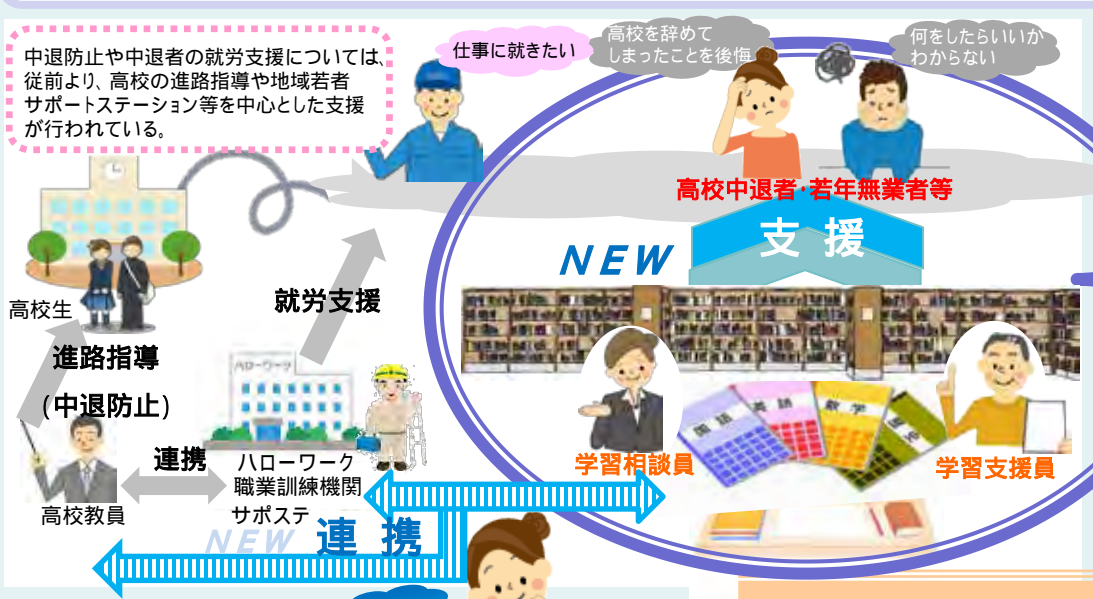 中退防止や中退者の就労支援については、
従前より、高校の進路指導や地域若者
サポートステーション等を中心とした支援
が行われている。
仕事に就きたい
高校を辞めて
しまったことを後悔
何をしたらいいか
わからない
高校中退者・若年無業者等
支 援
NEW
高校生
就労支援
進路指導
(中退防止)
ハローワーク
英語
数学
国語
歴史
学習相談員
学習支援員
連携
ハローワーク
職業訓練機関
サポステ
高校教員
NEW 連 携